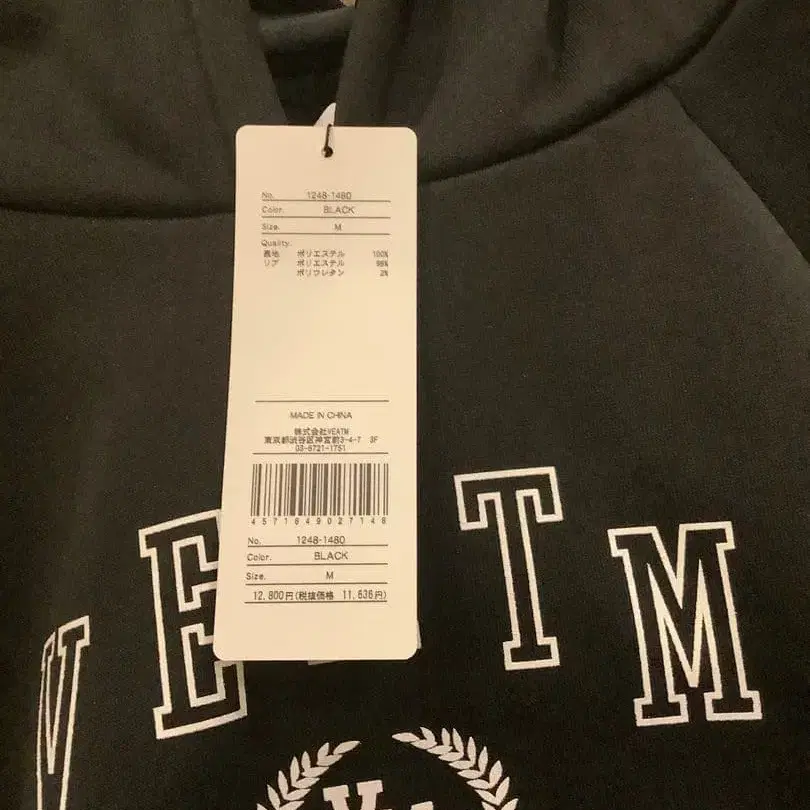 No. 1248-1480
Color. BLACK
Size. M
Quality.
表地 ポリエステル 100%
リブ ポリエステル 98%
ポリウレタン 2%
MADE IN CHINA
株式会社VEATM
東京都渋谷区神宮前3-4-7 3F
03-6721-1751
4571649027148
No. 1248-1480
Color. BLACK
Size. M
12,800円(税抜価格 11,636円)
VE TM